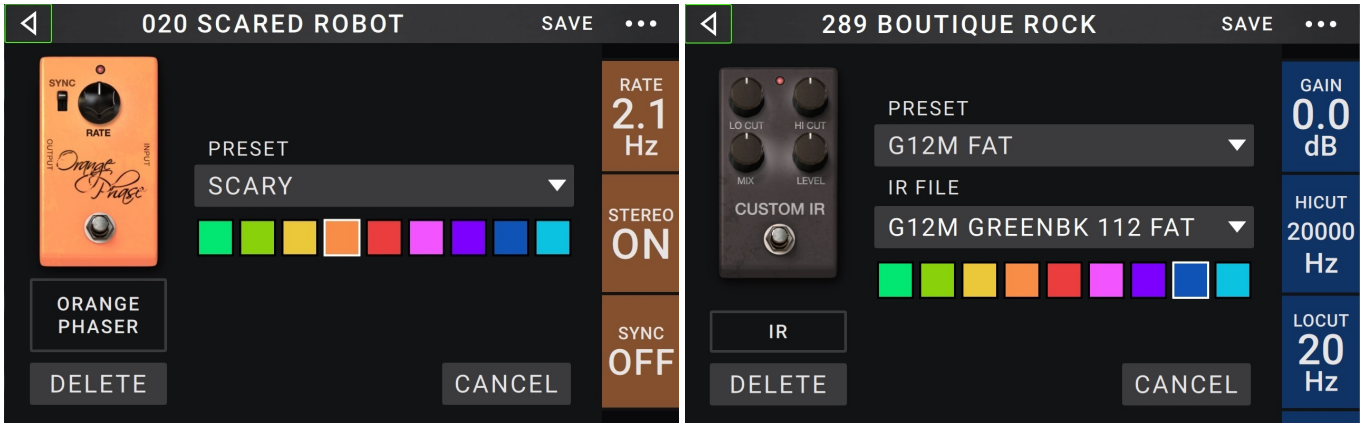 020 SCARED ROBOT
SAVE
SYNC
RATE
OUTPUT
INPUT
Orange
Phase
ORANGE
PHASER
DELETE
PRESET
SCARY
CANCEL
RATE
2.1
Hz
STEREO
ON
SYNC
OFF
289 BOUTIQUE ROCK
SAVE
LO CUT
HI CUT
MIX
LEVEL
CUSTOM IR
IR
DELETE
PRESET
G12M FAT
IR FILE
G12M GREENBK 112 FAT
CANCEL
GAIN
0.0
dB
HICUT
20000
Hz
LOCUT
20
Hz